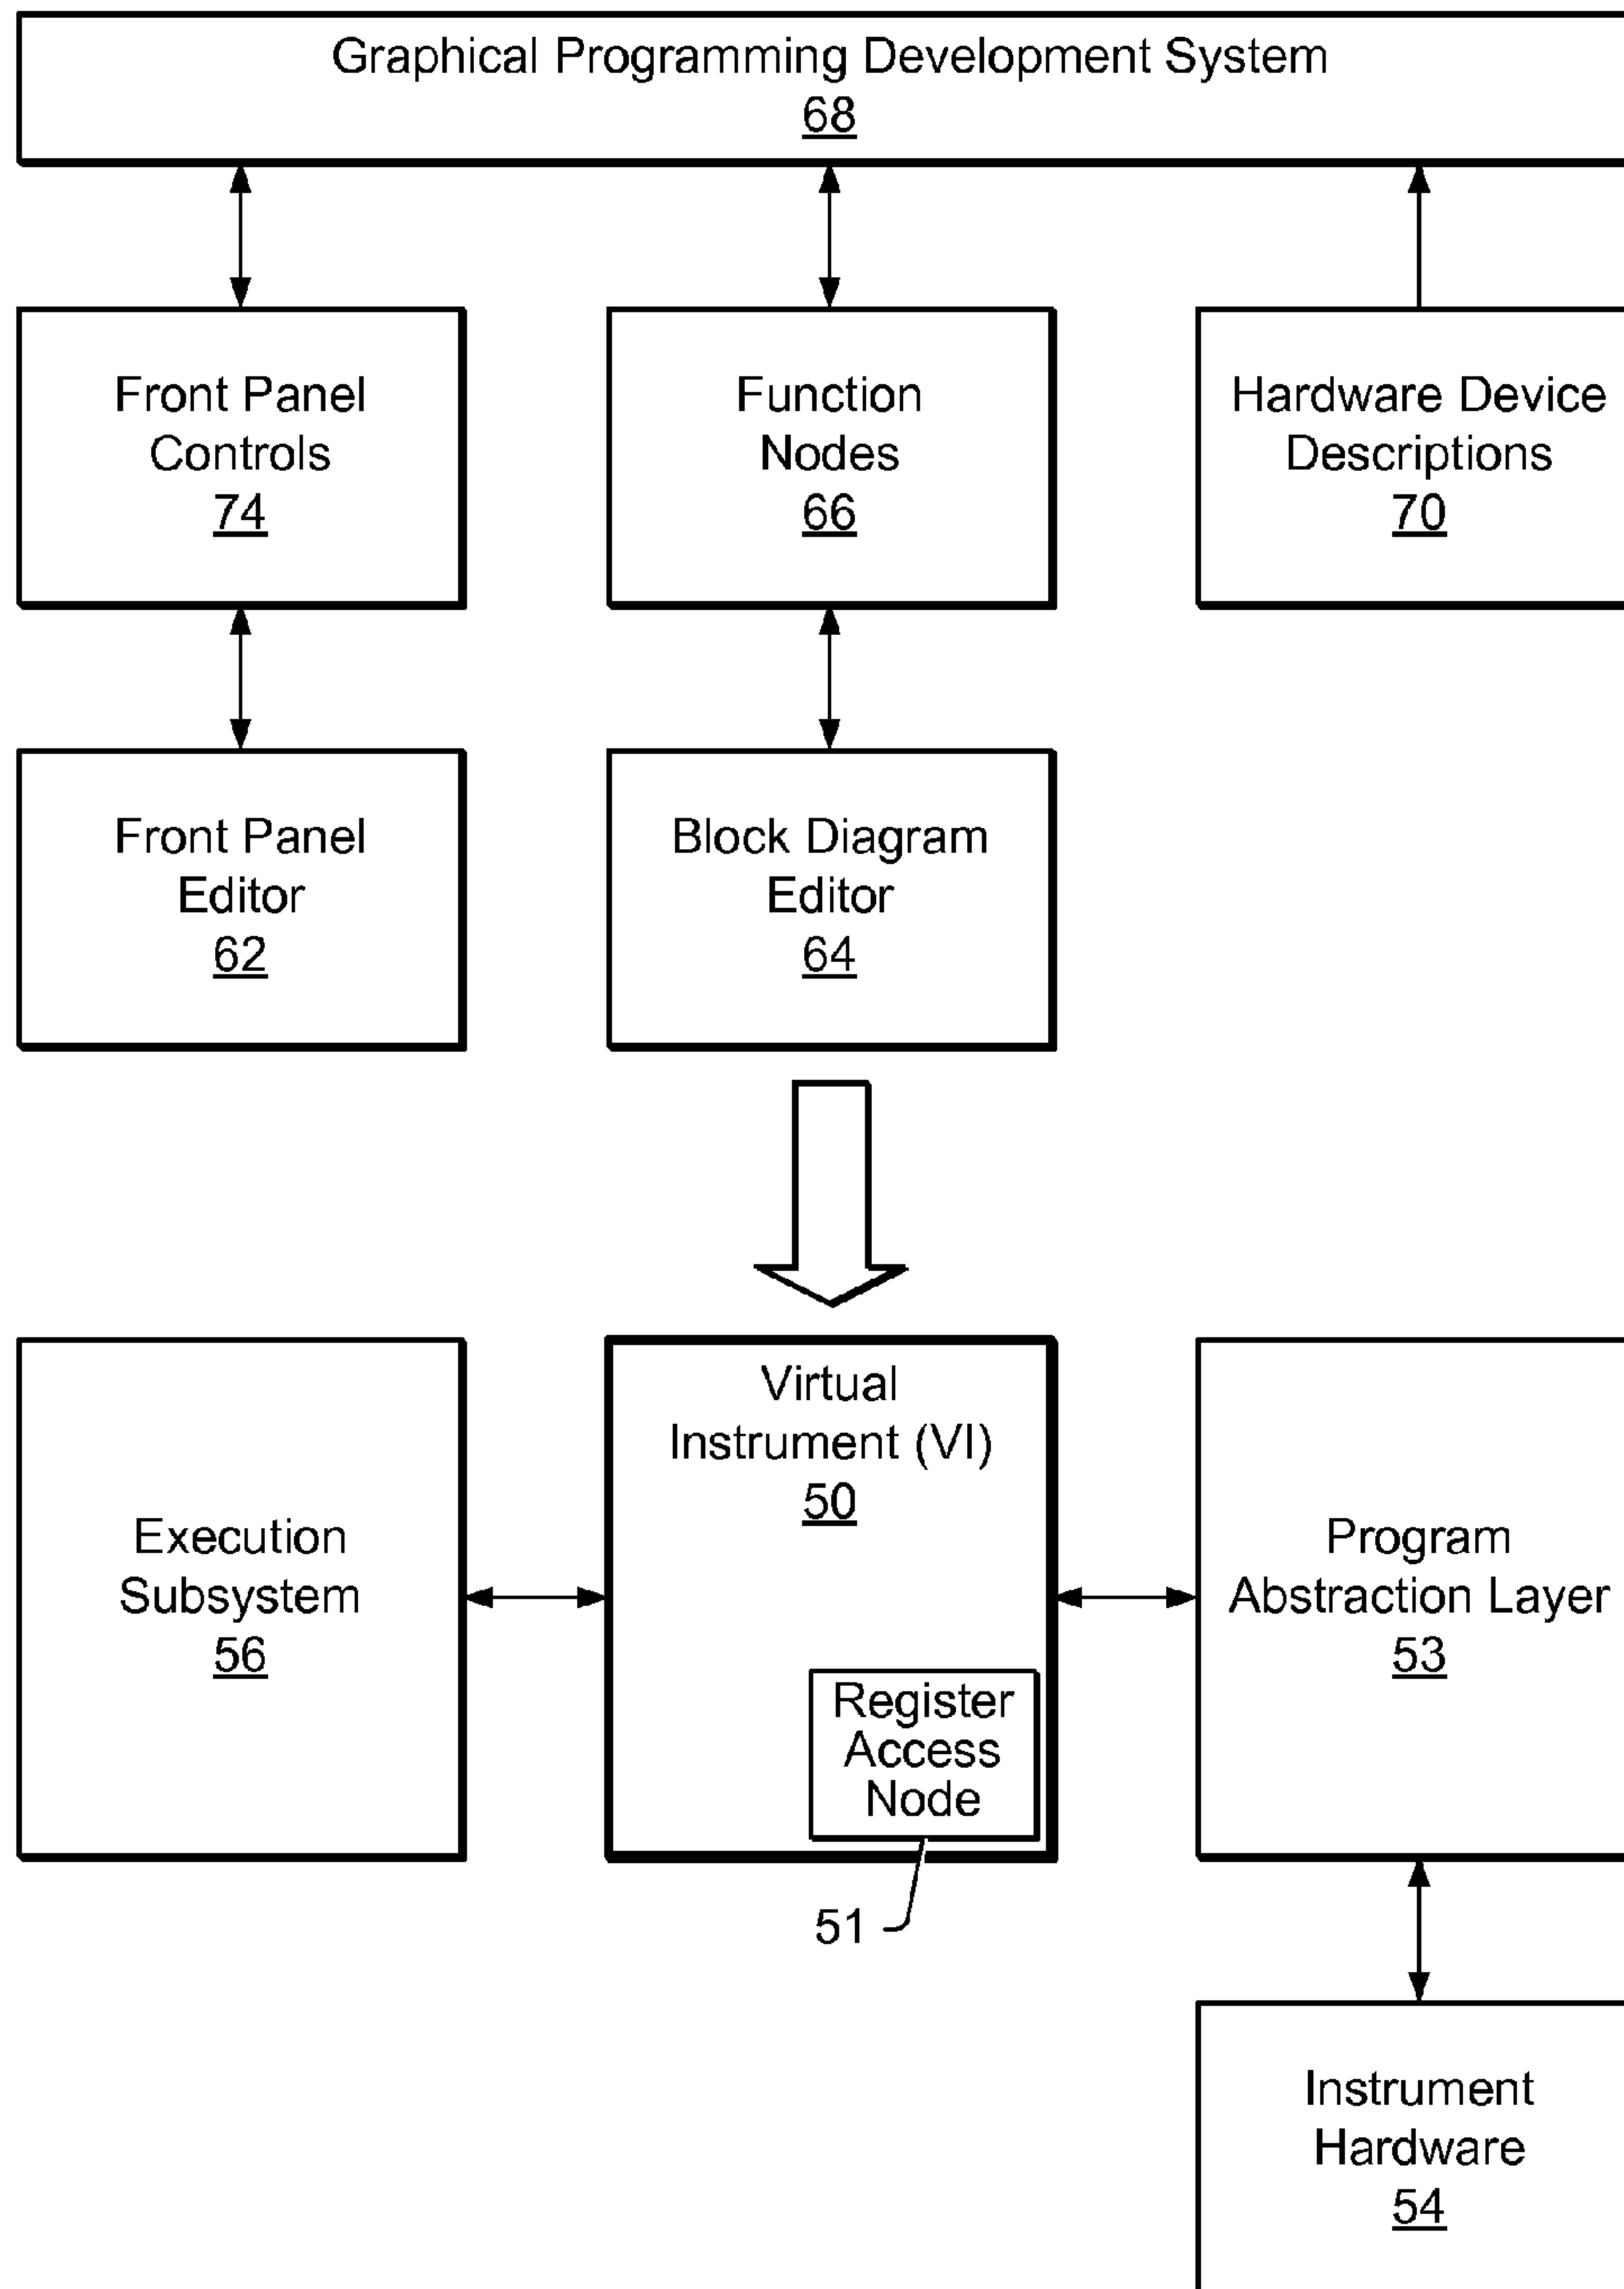 Graphical Programming Development System
68
Front Panel
Controls
74
Function
Nodes
66
Hardware Device
Descriptions
70
Front Panel
Editor
62
Block Diagram
Editor
64
Execution
Subsystem
56
Virtual
Instrument (VI)
50
Register
Access
Node
51
Program
Abstraction Layer
53
Instrument
Hardware
54